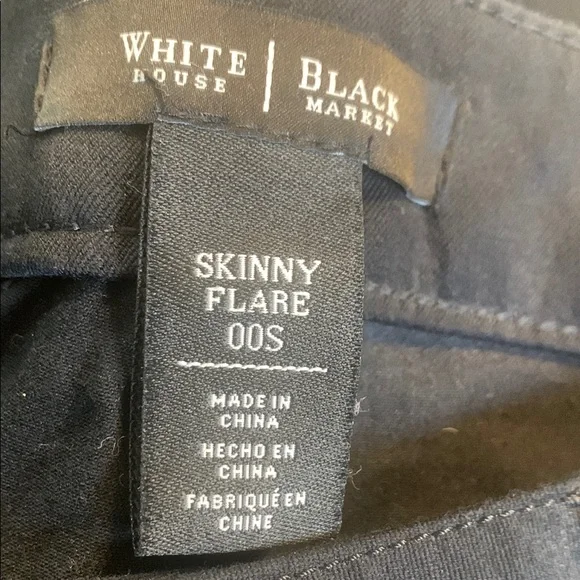 WHITE | BLACK
HOUSE | MARKET
SKINNY
FLARE
00S
MADE IN
CHINA
HECHO EN
CHINA
FABRIQUÉ EN
CHINE